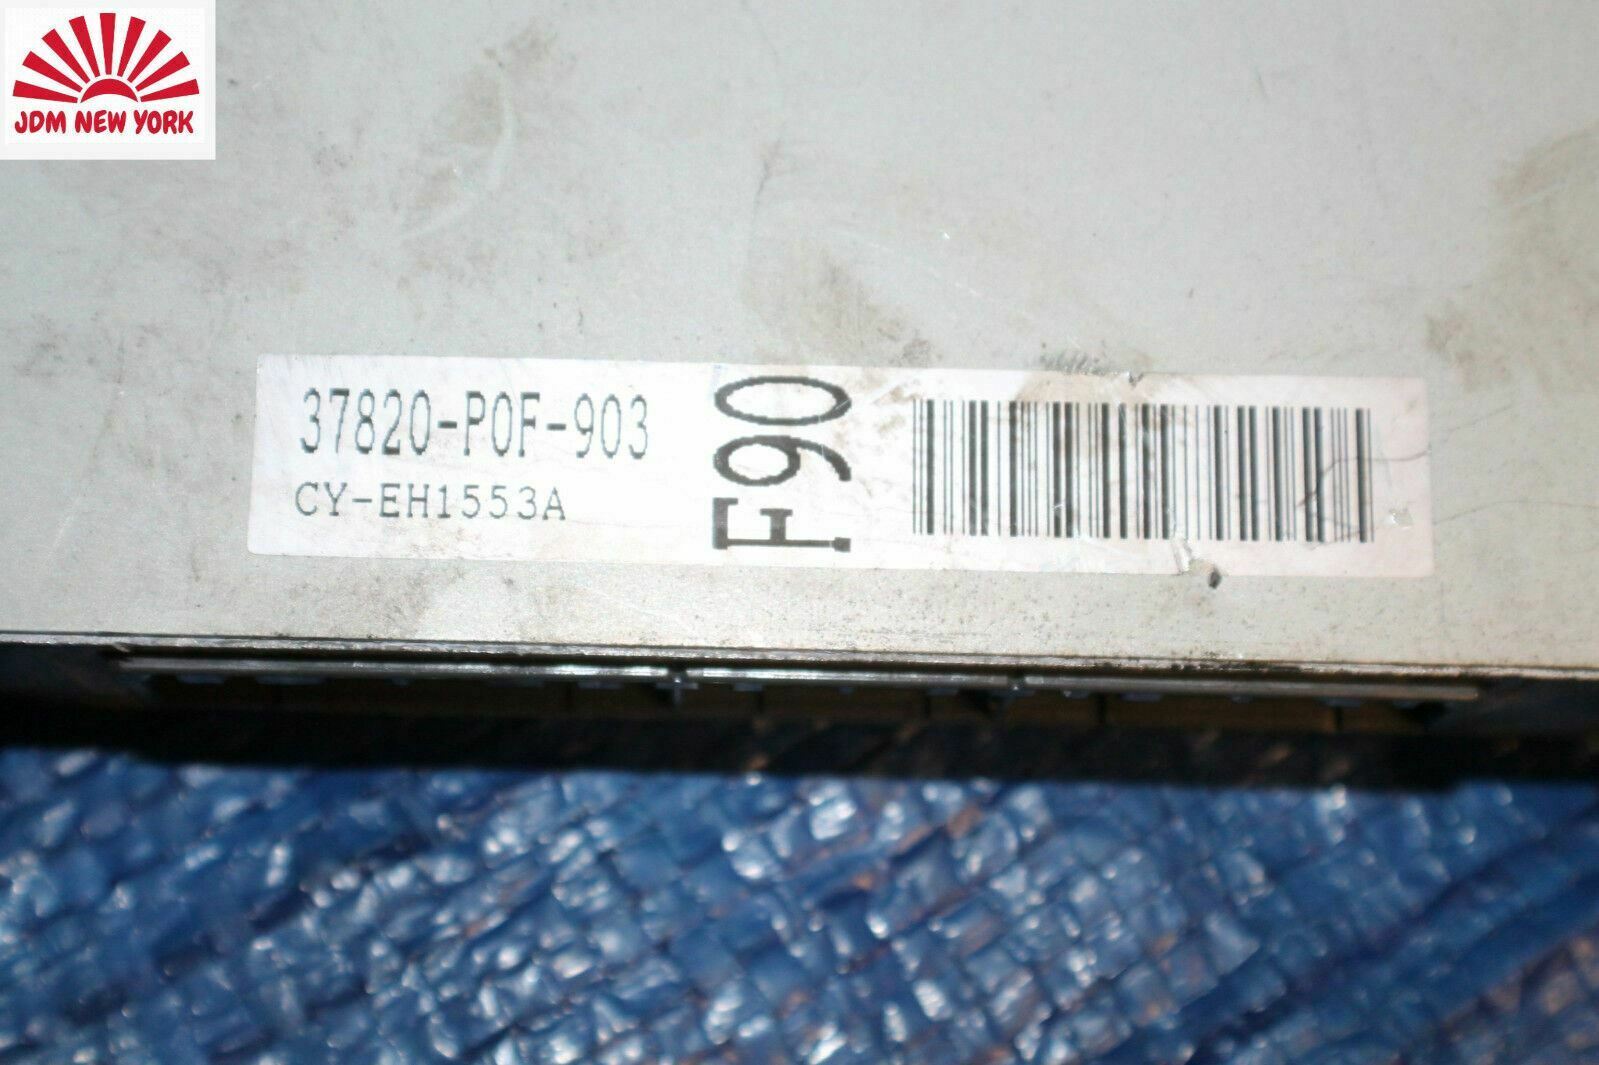 JDM NEW YORK
37820-P0F-903
CY-EH1553A
F90